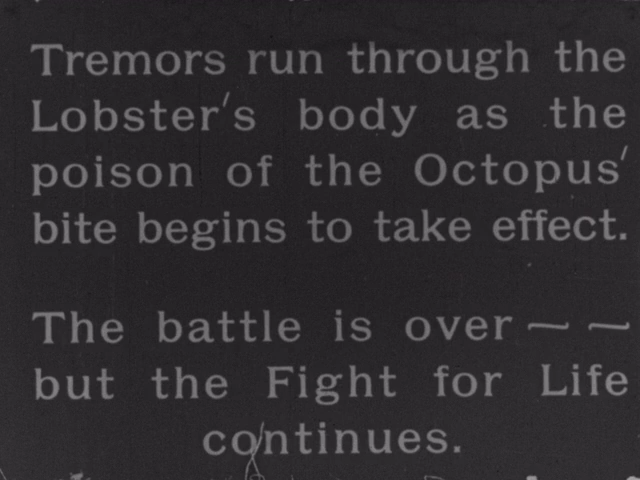 Tremors run through the
Lobster's body as the
poison of the Octopus'
bite begins to take effect.
The battle is over — —
but the Fight for Life
continues.